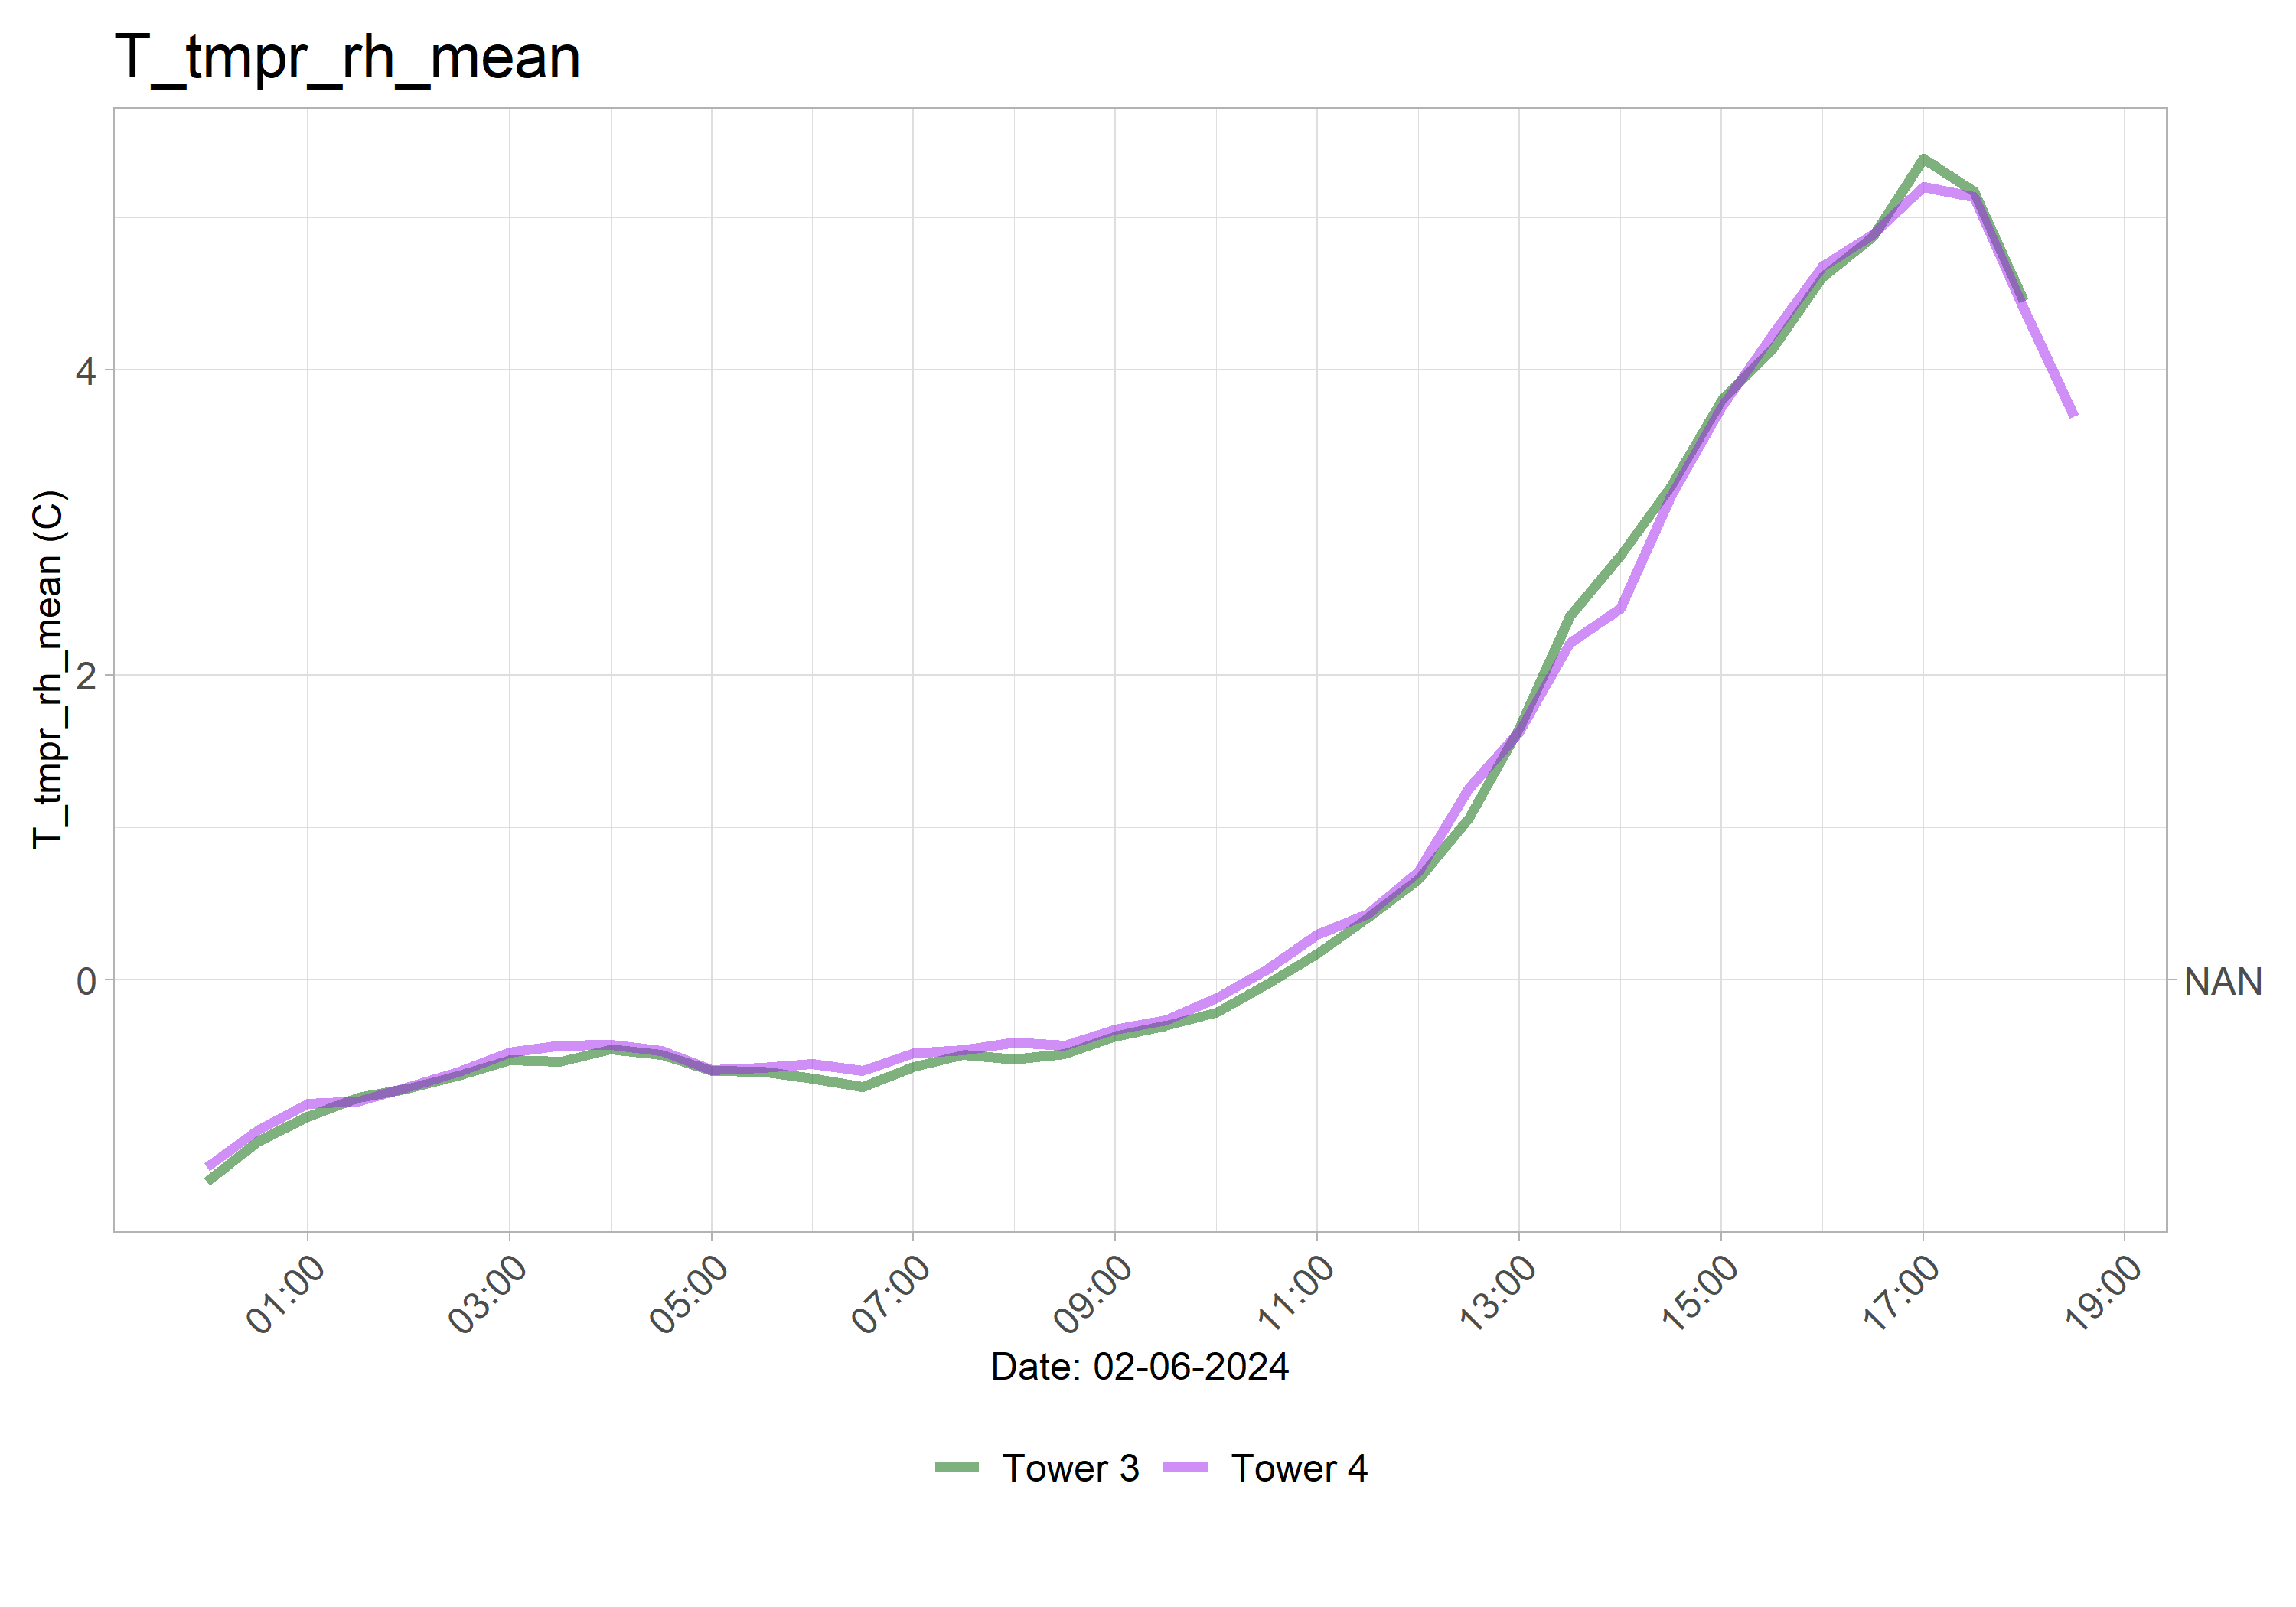 T_tmpr_rh_mean
T_tmpr_rh_mean (C)
4
2
0
NAN
01:00
03:00
05:00
07:00
09:00
11:00
13:00
15:00
17:00
19:00
Date: 02-06-2024
Tower 3
Tower 4